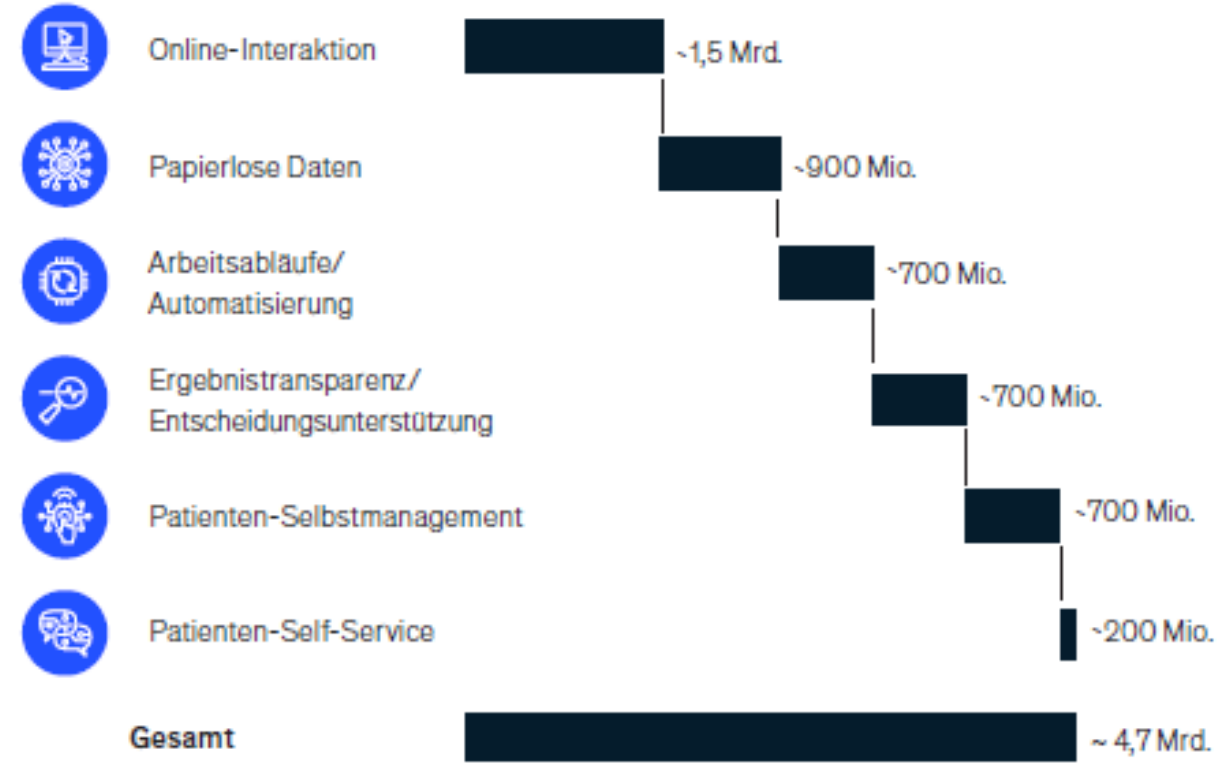 Online-Interaktion
~1,5 Mrd.
Papierlose Daten
~900 Mio.
Arbeitsabläufe/
Automatisierung
~700 Mio.
Ergebnistransparenz/
Entscheidungsunterstützung
~700 Mio.
Patienten-Selbstmanagement
~700 Mio.
Patienten-Self-Service
~200 Mio.
Gesamt
~ 4,7 Mrd.